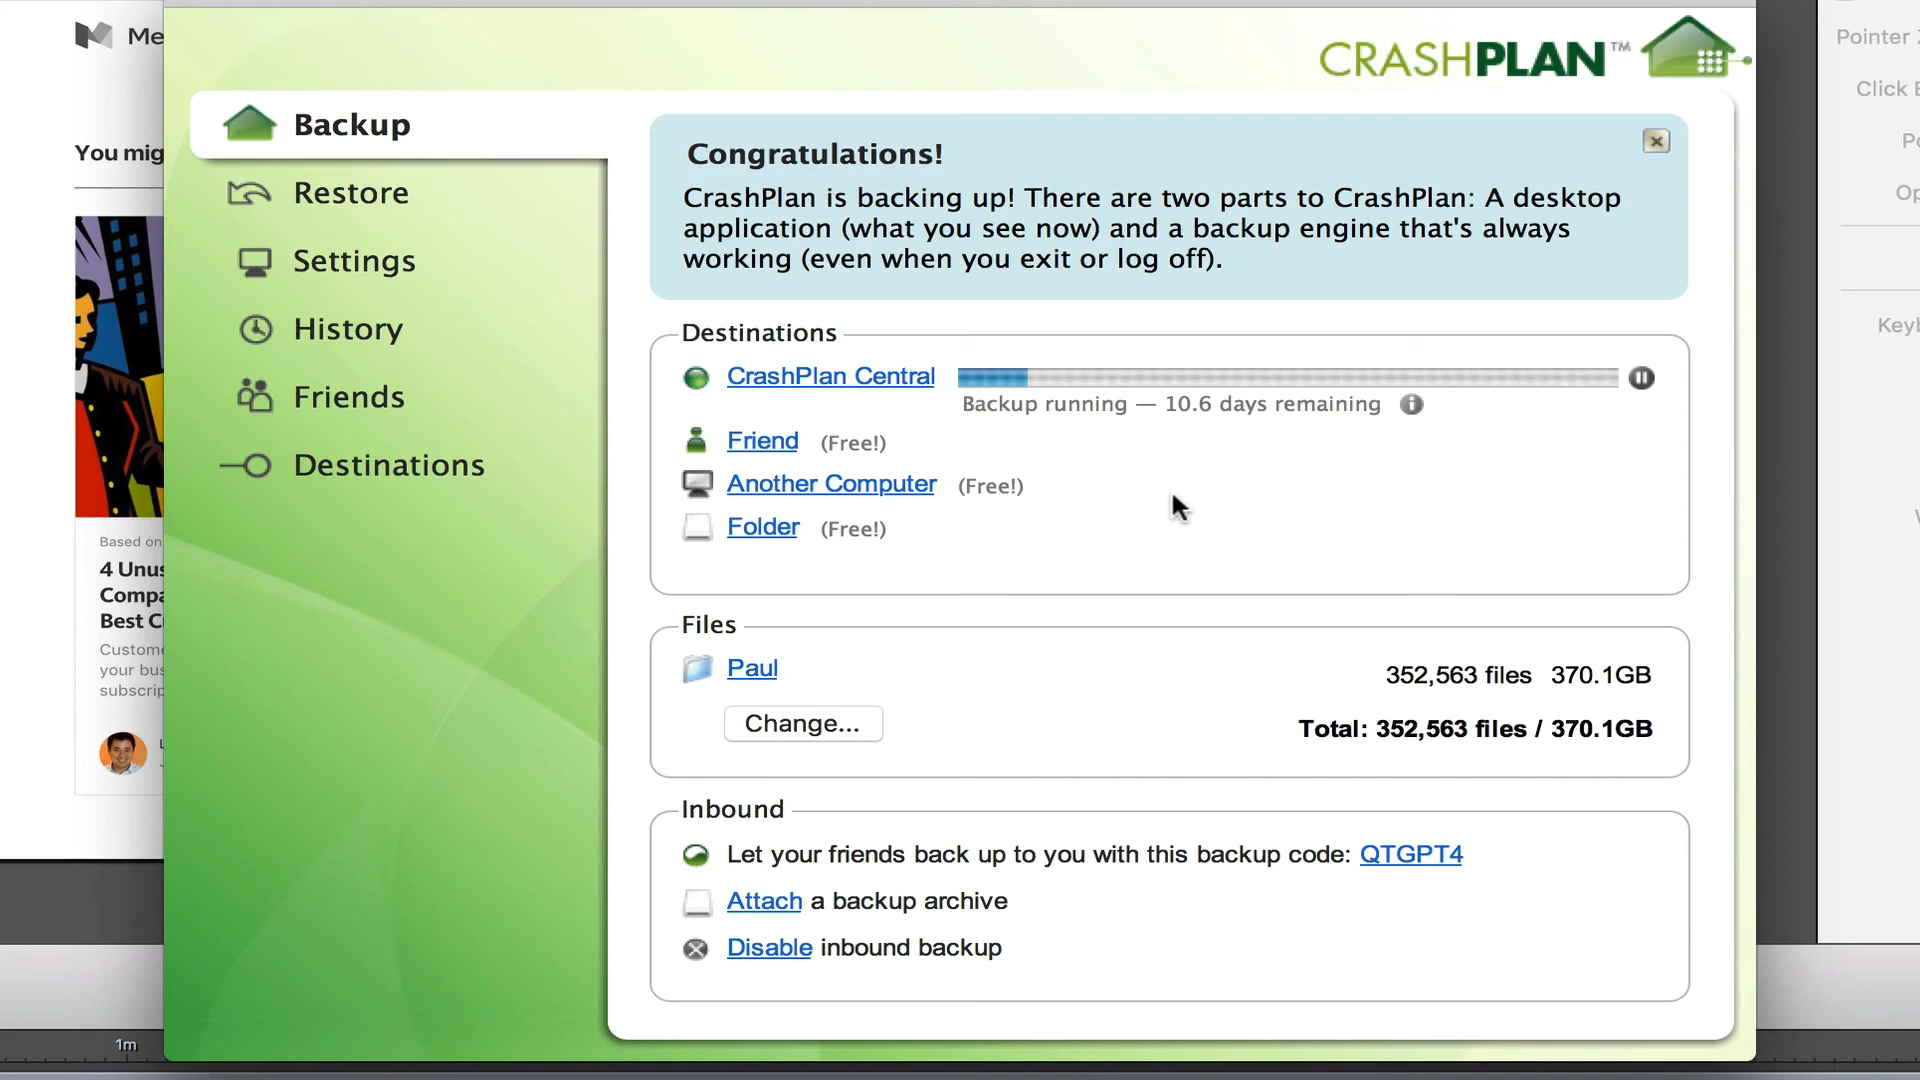 Me
CRASHPLAN™
Pointer
Click
Backup
Restore
Settings
History
Friends
Destinations
You mig
Congratulations!
CrashPlan is backing up! There are two parts to CrashPlan: A desktop
application (what you see now) and a backup engine that's always
working (even when you exit or log off).
Destinations
CrashPlan Central
Backup running — 10.6 days remaining
Friend (Free!)
Another Computer (Free!)
Folder (Free!)
Files
Paul 352,563 files 370.1GB
Change...
Total: 352,563 files / 370.1GB
Inbound
Let your friends back up to you with this backup code: QTGPT4
Attach a backup archive
Disable inbound backup
Based on
4 Unus
Compa
Best C
Custome
your bus
subscrip
Keyb
1m